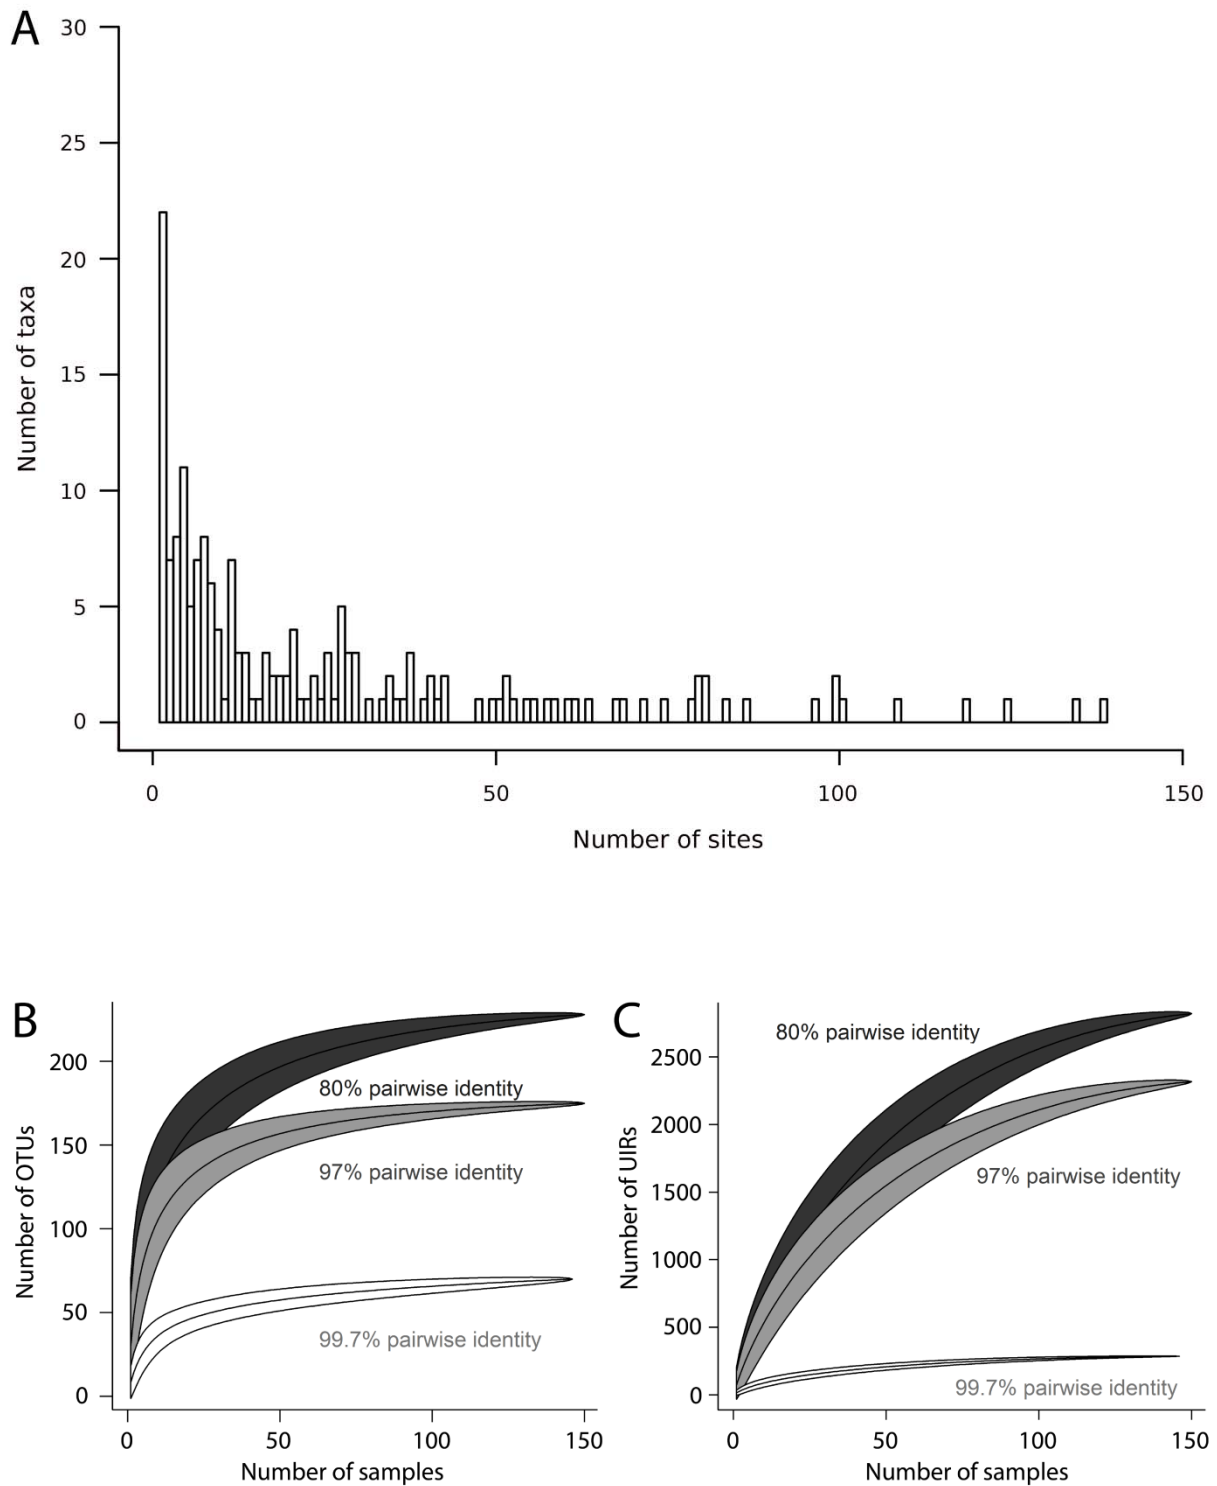 A
30
25
20
15
10
5
0
Number of taxa
0 50 100 150
Number of sites
B
200
150
100
50
0
Number of OTUs
80% pairwise identity
97% pairwise identity
99.7% pairwise identity
0 50 100 150
Number of samples
C
2500
2000
1500
1000
500
0
Number of UIRs
80% pairwise identity
97% pairwise identity
99.7% pairwise identity
0 50 100 150
Number of samples